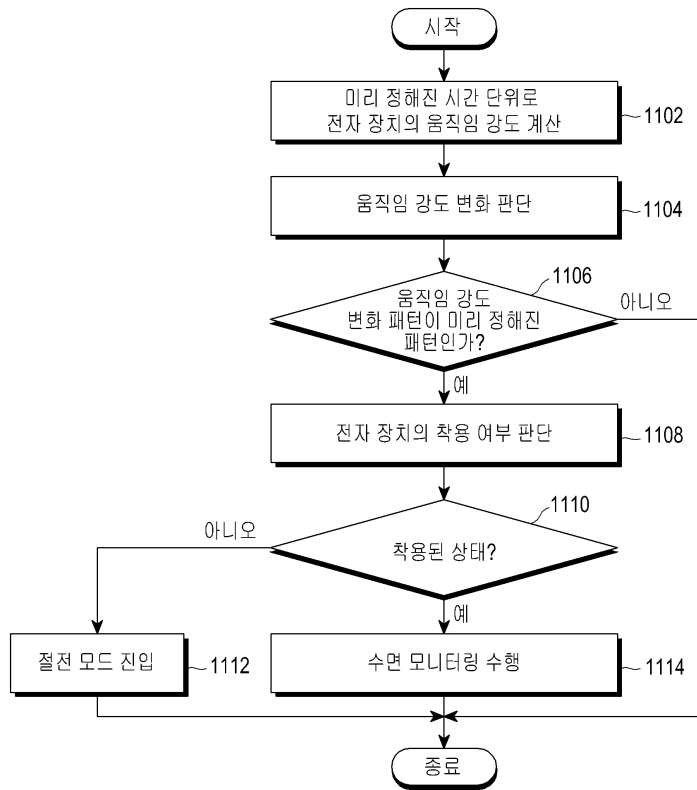 시작
미리 정해진 시간 단위로
전자 장치의 움직임 강도 계산
1102
움직임 강도 변화 판단
1104
1106
움직임 강도
변화 패턴이 미리 정해진
패턴인가?
아니오
예
전자 장치의 착용 여부 판단
1108
1110
아니오
착용된 상태?
예
절전 모드 진입
1112
수면 모니터링 수행
1114
종료